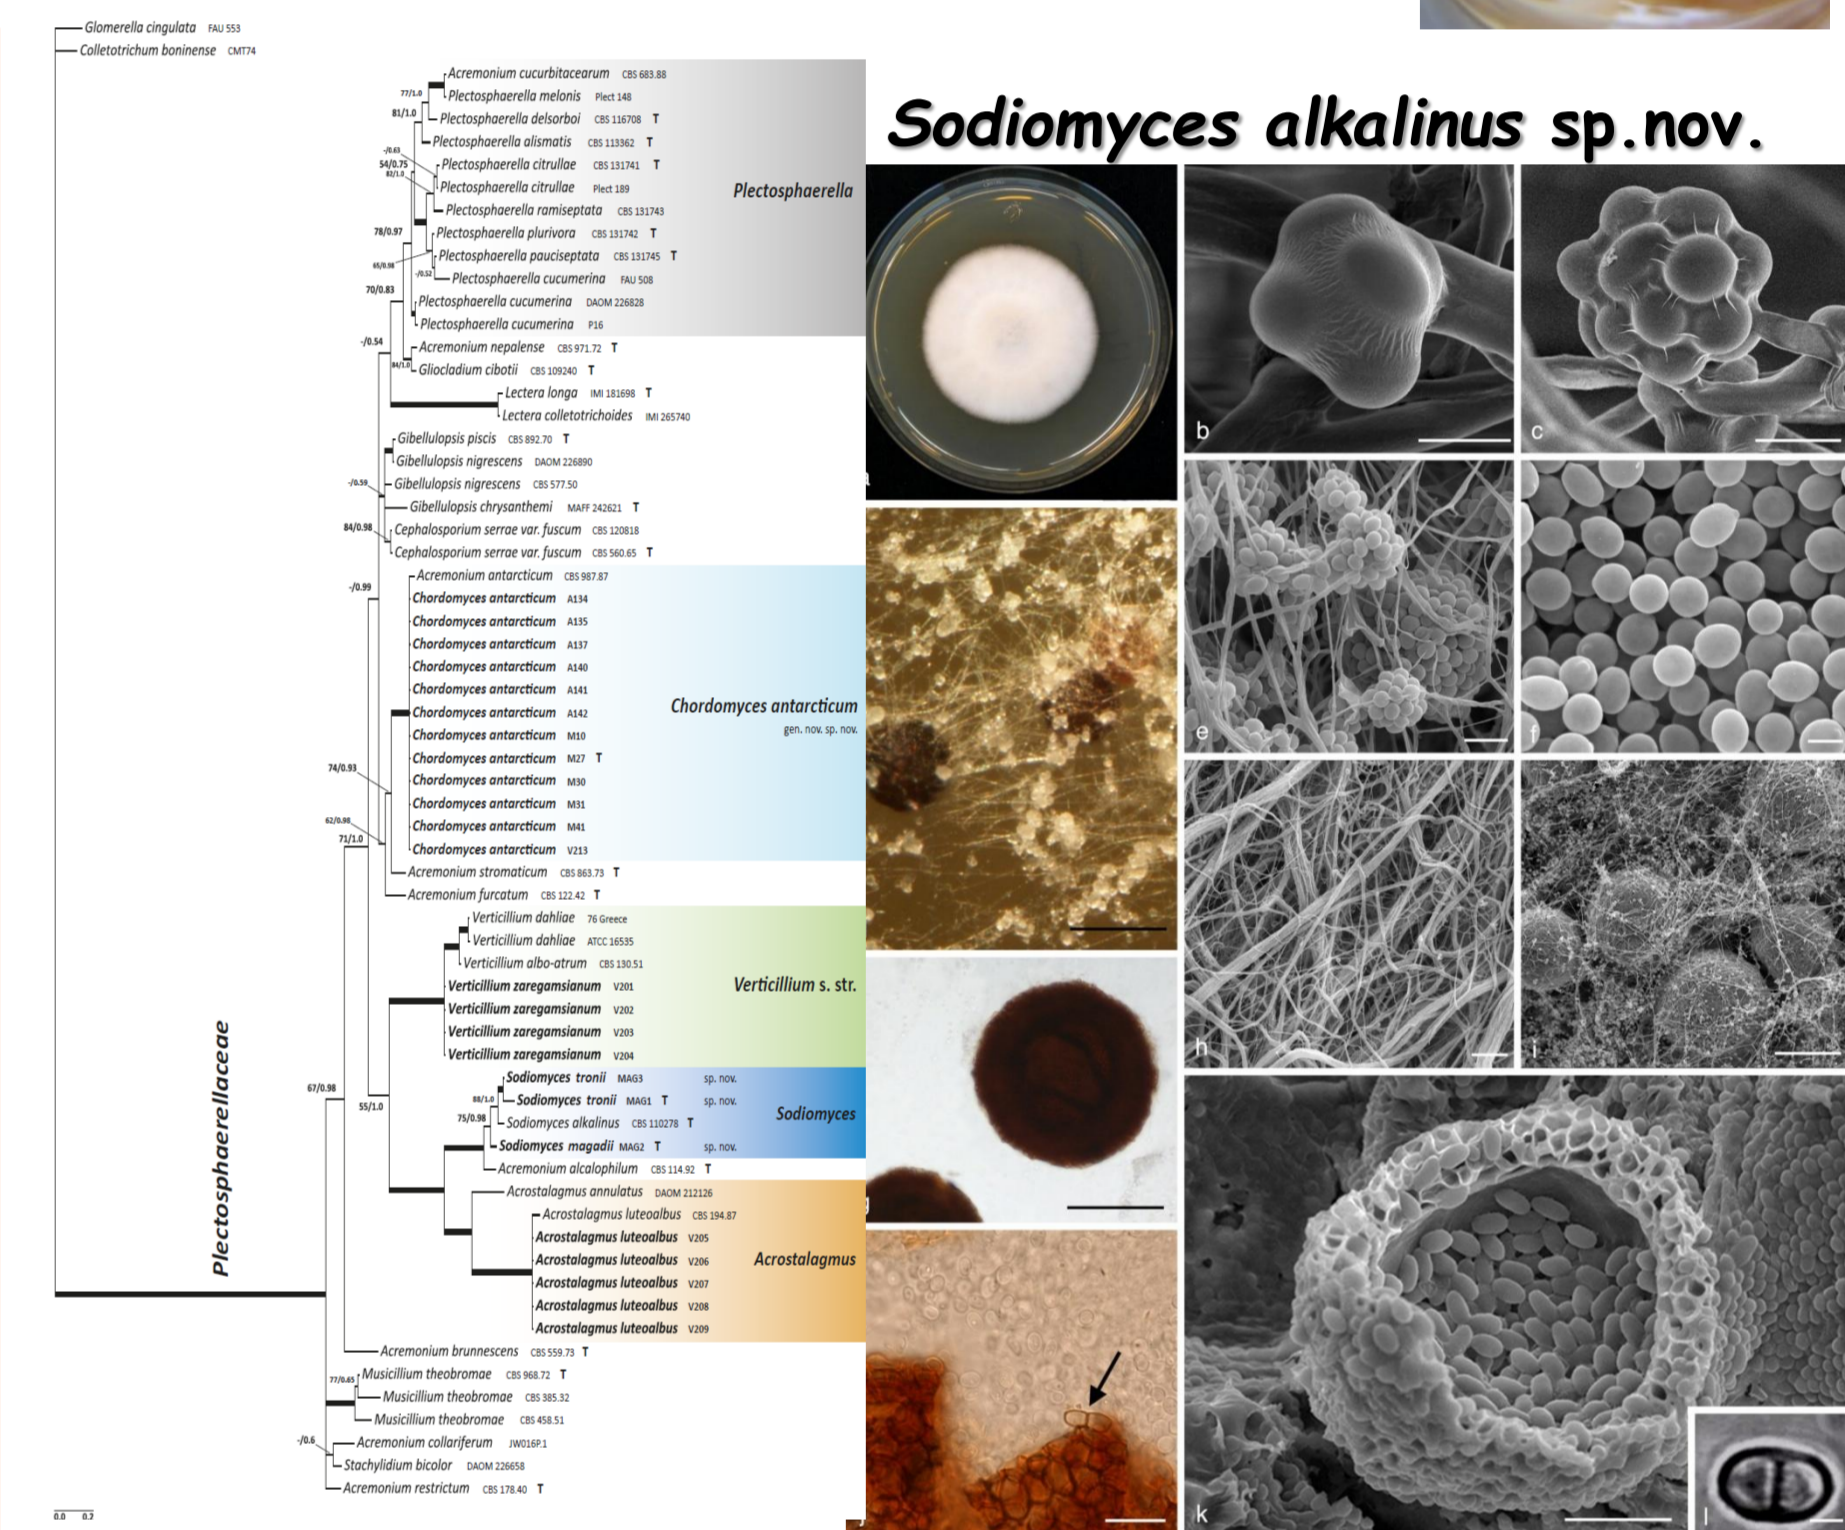 Glomerella cingulata FAU 553
Colletotrichum boninense CMT74
Acremonium cucurbitacearum CBS 683.88
77/1.0
Plectosphaerella melonis Plect 148
81/1.0
Plectosphaerella delsorboi CBS 116708 T
Plectosphaerella alismatis CBS 113362 T
-/0.63
54/0.75
Plectosphaerella citrullae CBS 131741 T
82/1.0
Plectosphaerella citrullae Plect 189
Plectosphaerella
Plectosphaerella ramiseptata CBS 131743
78/0.97
Plectosphaerella plurivora CBS 131742 T
Plectosphaerella pauciseptata CBS 131745 T
65/0.98
-/0.52
Plectosphaerella cucumerina FAU 508
70/0.83
Plectosphaerella cucumerina DAOM 226828
Plectosphaerella cucumerina P16
-/0.54
Acremonium nepalense CBS 971.72 T
84/1.0
Gliocladium cibotii CBS 109240 T
Lectera longa IMI 181698 T
Lectera colletotrichoides IMI 265740
Gibellulopsis piscis CBS 892.70 T
Gibellulopsis nigrescens DAOM 226890
-/0.59
Gibellulopsis nigrescens CBS 577.50
Gibellulopsis chrysanthemi MAFF 242621 T
84/0.98
Cephalosporium serrae var. fuscum CBS 120818
Cephalosporium serrae var. fuscum CBS 560.65 T
-/0.99
Acremonium antarcticum CBS 987.87
Chordomyces antarcticum A134
Chordomyces antarcticum A135
Chordomyces antarcticum A137
Chordomyces antarcticum A140
Chordomyces antarcticum A141
Chordomyces antarcticum A142
Chordomyces antarcticum
gen. nov. sp. nov.
Chordomyces antarcticum M10
Chordomyces antarcticum M27 T
74/0.93
Chordomyces antarcticum M30
Chordomyces antarcticum M31
62/0.98
Chordomyces antarcticum M41
71/1.0
Chordomyces antarcticum V213
Acremonium stromaticum CBS 863.73 T
Acremonium furcatum CBS 122.42 T
Verticillium dahliae 76 Greece
Verticillium dahliae ATCC 16535
Verticillium albo-atrum CBS 130.51
Verticillium zaregamsianum V201
Verticillium s. str.
Verticillium zaregamsianum V202
Verticillium zaregamsianum V203
Verticillium zaregamsianum V204
67/0.98
55/1.0
Sodiomyces tronii MAG3 sp. nov.
88/1.0
Sodiomyces tronii MAG1 T sp. nov.
75/0.98
Sodiomyces alkalinus CBS 110278 T
Sodiomyces
Sodiomyces magadii MAG2 T sp. nov.
Acremonium alcalophilum CBS 114.92 T
Acrostalagmus annulatus DAOM 212126
Acrostalagmus luteoalbus CBS 194.87
Acrostalagmus luteoalbus V205
Acrostalagmus luteoalbus V206
Acrostalagmus
Acrostalagmus luteoalbus V207
Acrostalagmus luteoalbus V208
Acrostalagmus luteoalbus V209
Plectosphaerellaceae
Acremonium brunnescens CBS 559.73 T
77/0.65
Musicillium theobromae CBS 968.72 T
Musicillium theobromae CBS 385.32
Musicillium theobromae CBS 458.51
-/0.6
Acremonium collariferum JW016P.1
Stachylidium bicolor DAOM 226658
Acremonium restrictum CBS 178.40 T
0.0 0.2
Sodiomyces alkalinus sp.nov.
b
c
e
f
h
i
k
l